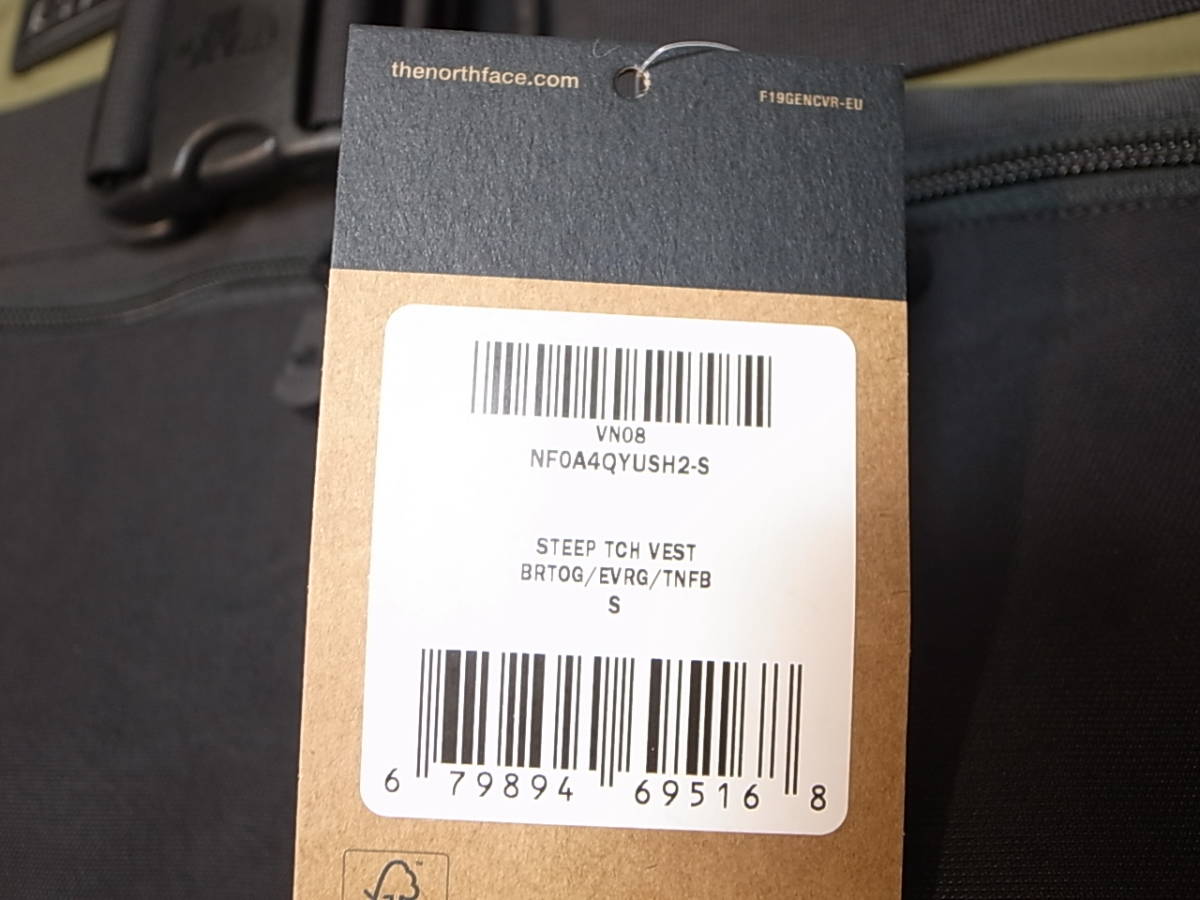 thenorthface.com
F19GENCVR-EU
VN08
NF0A4QYUSH2-S
STEEP TCH VEST
BRTOG/EVRG/TNFB
S
6 79894 69516 8